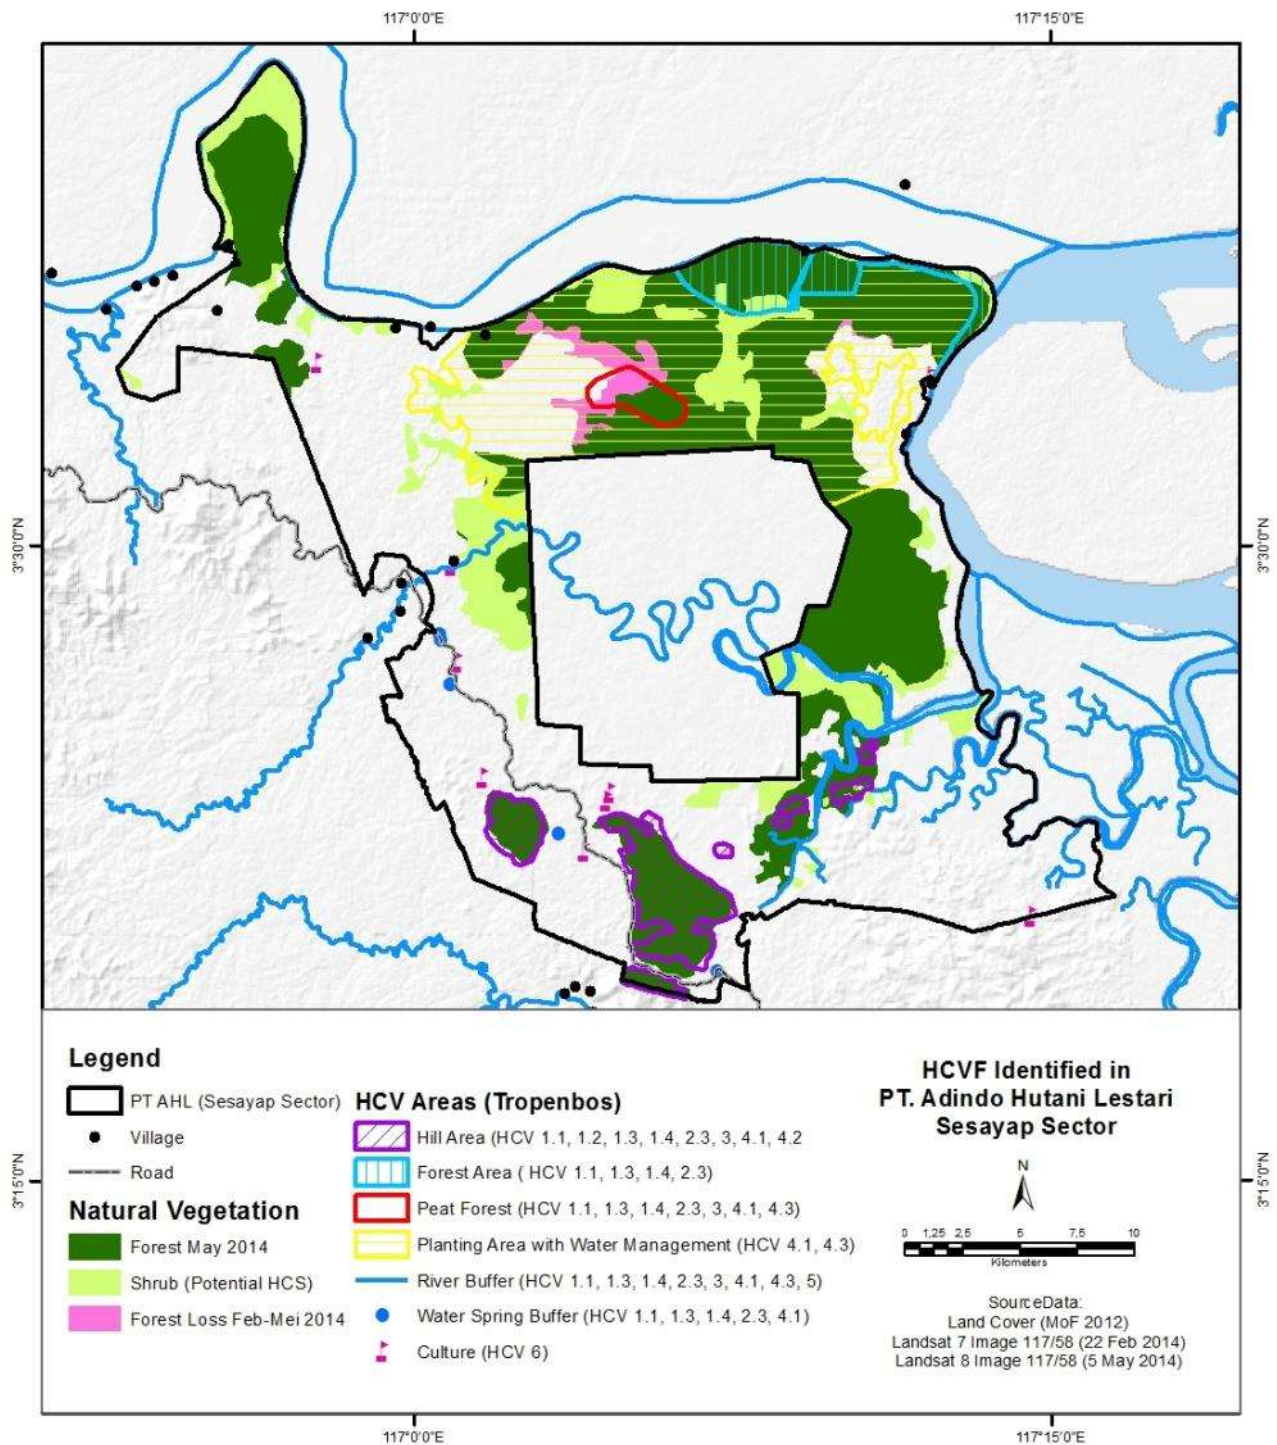 117°0'0"E
117°15'0"E
3°30'0"N
3°30'0"N
Legend
PT AHL (Sesayap Sector)
Village
Road
Natural Vegetation
Forest May 2014
Shrub (Potential HCS)
Forest Loss Feb-Mei 2014
HCV Areas (Tropenbos)
Hill Area (HCV 1.1, 1.2, 1.3, 1.4, 2.3, 3, 4.1, 4.2
Forest Area ( HCV 1.1, 1.3, 1.4, 2.3)
Peat Forest (HCV 1.1, 1.3, 1.4, 2.3, 3, 4.1, 4.3)
Planting Area with Water Management (HCV 4.1, 4.3)
River Buffer (HCV 1.1, 1.3, 1.4, 2.3, 3, 4.1, 4.3, 5)
Water Spring Buffer (HCV 1.1, 1.3, 1.4, 2.3, 4.1)
Culture (HCV 6)
HCVF Identified in
PT. Adindo Hutani Lestari
Sesayap Sector
N
0 1,25 2,5 5 7,5 10
Kilometers
SourceData:
Land Cover (MoF 2012)
Landsat 7 Image 117/58 (22 Feb 2014)
Landsat 8 Image 117/58 (5 May 2014)
3°15'0"N
3°15'0"N
117°0'0"E
117°15'0"E